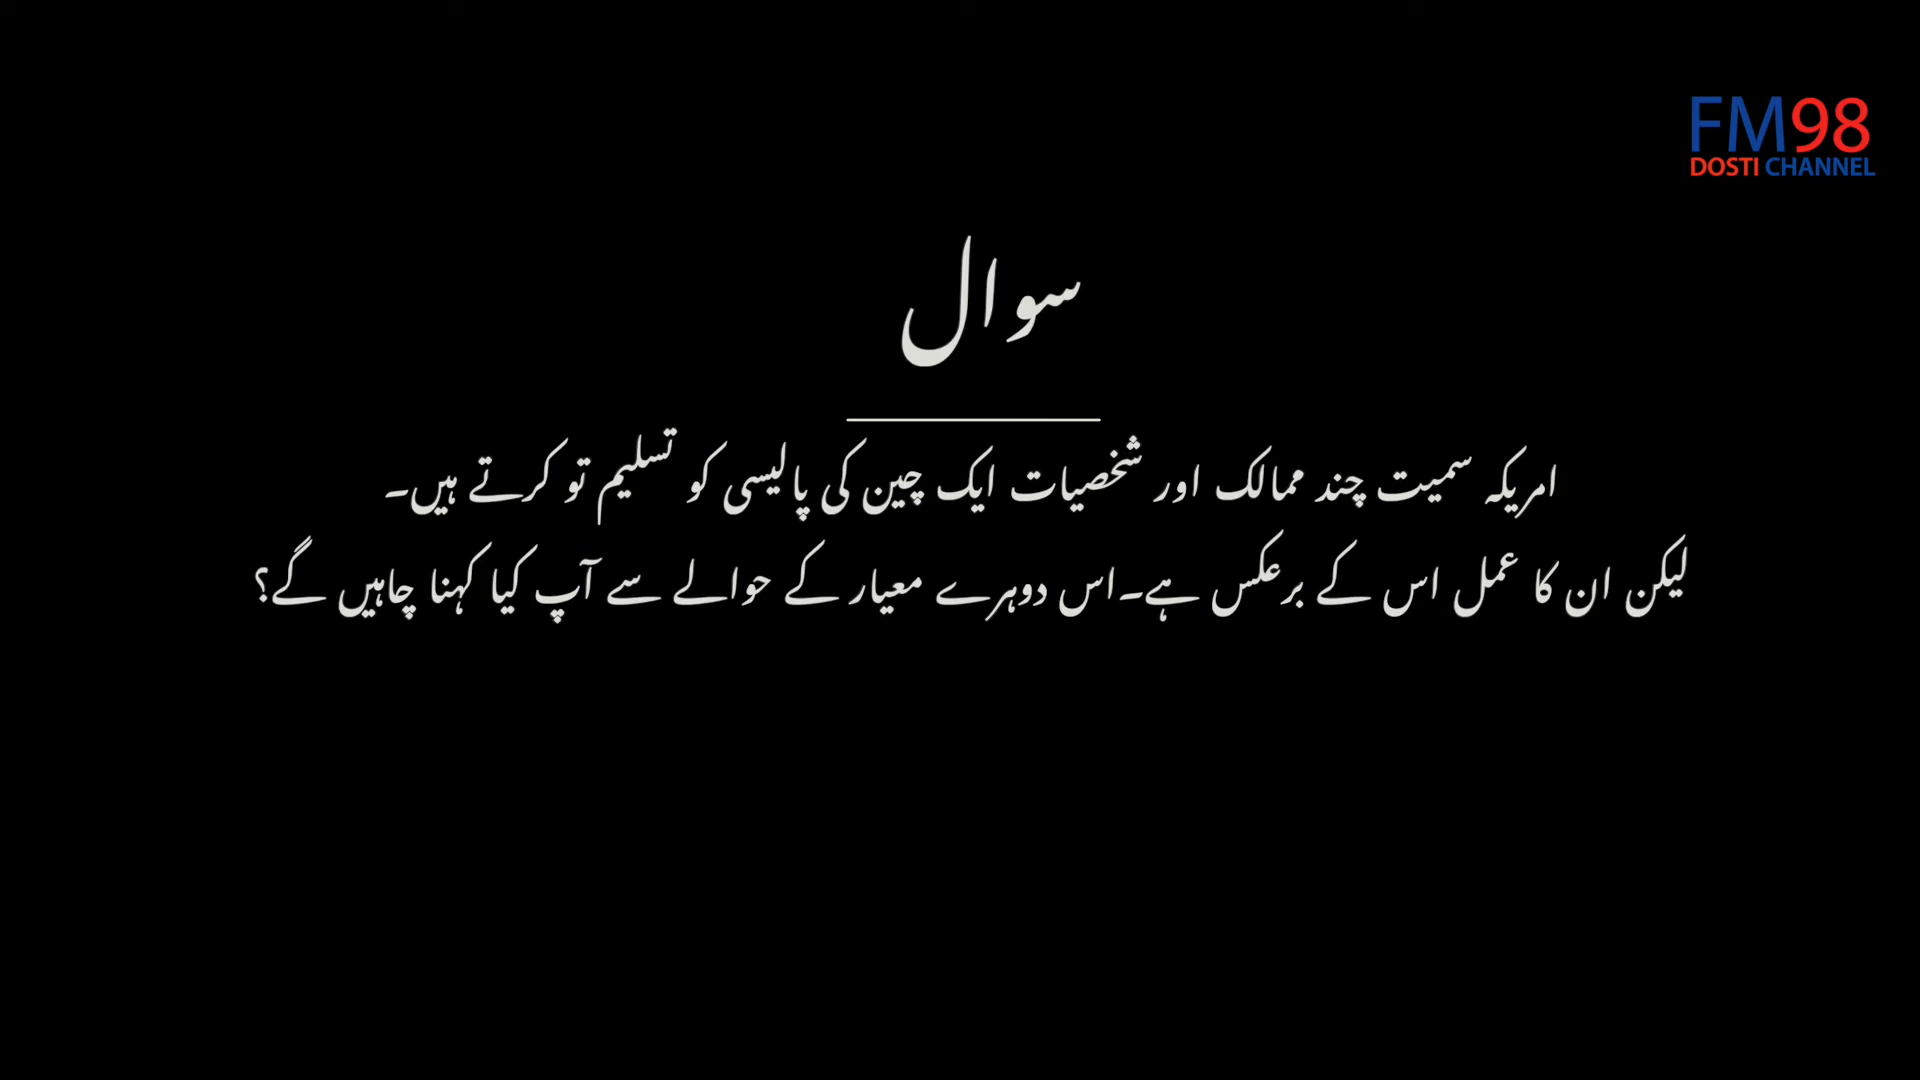 FM98
DOSTI CHANNEL
سوال
امریکہ سمیت چند ممالک اور شخصیات ایک چین کی پالیسی کو تسلیم تو کرتے ہیں۔
لیکن ان کا عمل اس کے برعکس ہے۔اس دوہرے معیار کے حوالے سے آپ کیا کہنا چاہیں گے؟